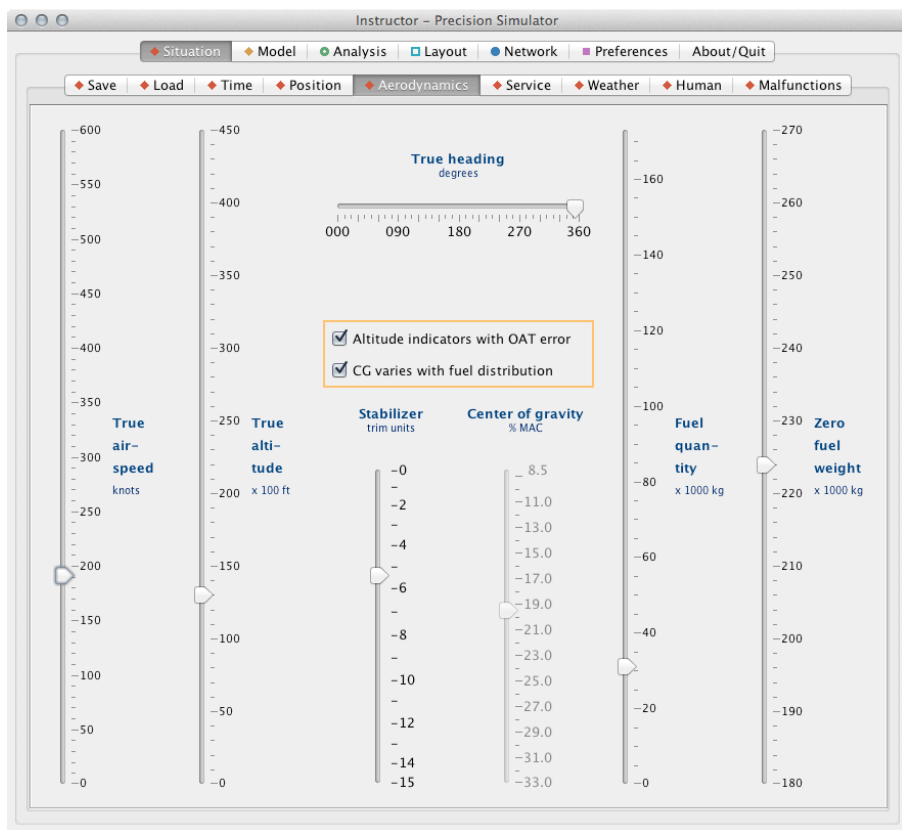 Instructor – Precision Simulator
Situation Model Analysis Layout Network Preferences About/Quit
Save Load Time Position Aerodynamics Service Weather Human Malfunctions
600
550
500
450
400
350
300
250
200
150
100
50
0
True
air-
speed
knots
450
400
350
300
250
200
150
100
50
0
True
alti-
tude
x 100 ft
True heading
degrees
000 090 180 270 360
Altitude indicators with OAT error
CG varies with fuel distribution
Stabilizer
trim units
0
2
4
6
8
10
12
14
15
Center of gravity
% MAC
8.5
11.0
13.0
15.0
17.0
19.0
21.0
23.0
25.0
27.0
29.0
31.0
33.0
160
140
120
100
80
60
40
20
0
Fuel
quan-
tity
x 1000 kg
270
260
250
240
230
220
210
200
190
180
Zero
fuel
weight
x 1000 kg